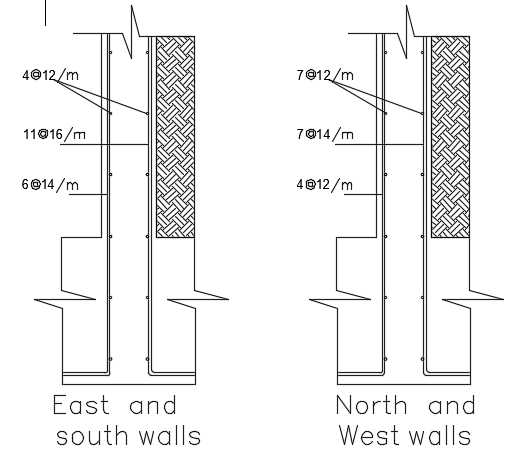 4@12/m
7@12/m
11@16/m
7@14/m
6@14/m
4@12/m
East and
south walls
North and
West walls